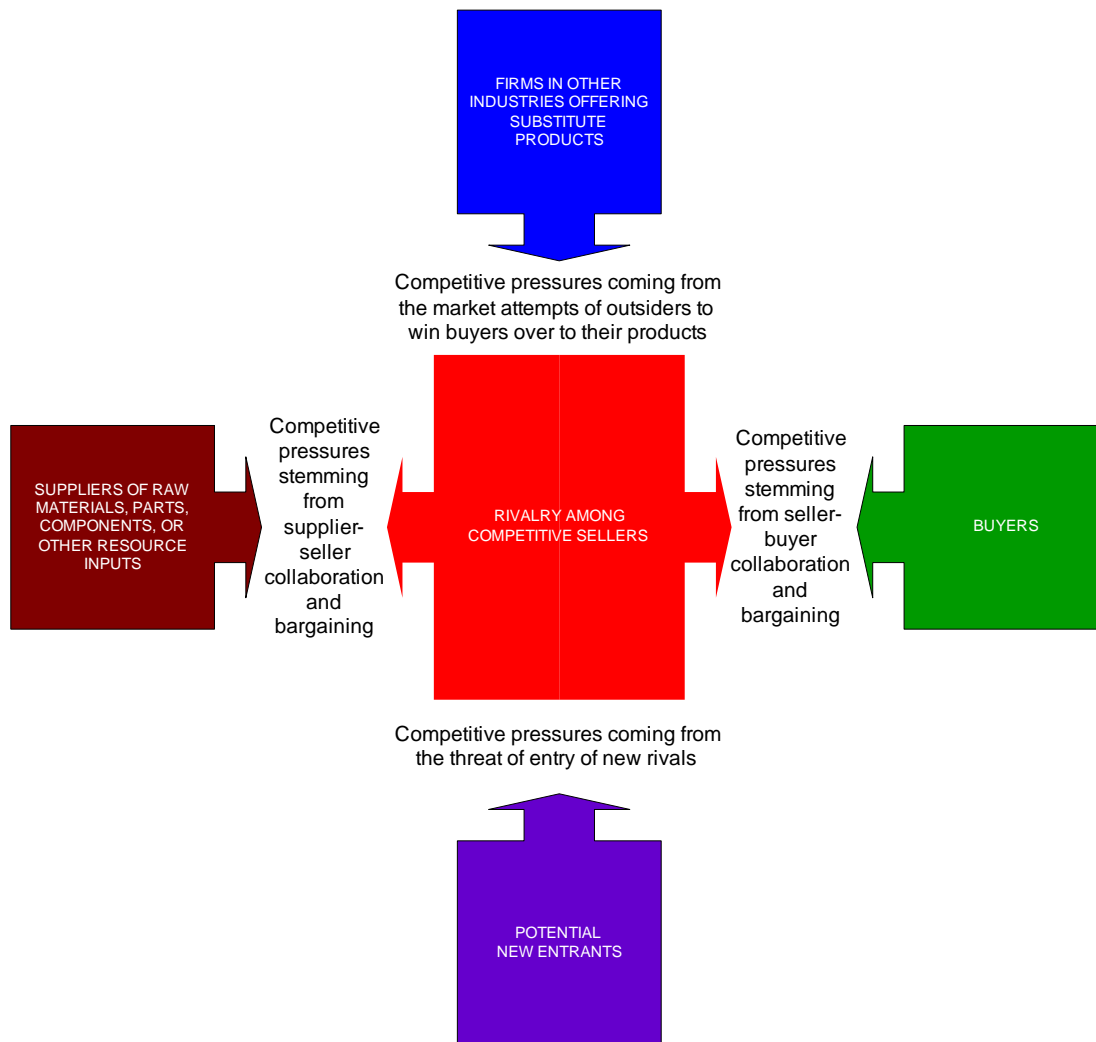 FIRMS IN OTHER
INDUSTRIES OFFERING
SUBSTITUTE
PRODUCTS
Competitive pressures coming from
the market attempts of outsiders to
win buyers over to their products
SUPPLIERS OF RAW
MATERIALS, PARTS,
COMPONENTS, OR
OTHER RESOURCE
INPUTS
Competitive
pressures
stemming
from
supplier-
seller
collaboration
and
bargaining
RIVALRY AMONG
COMPETITIVE SELLERS
Competitive
pressures
stemming
from seller-
buyer
collaboration
and
bargaining
BUYERS
Competitive pressures coming from
the threat of entry of new rivals
POTENTIAL
NEW ENTRANTS